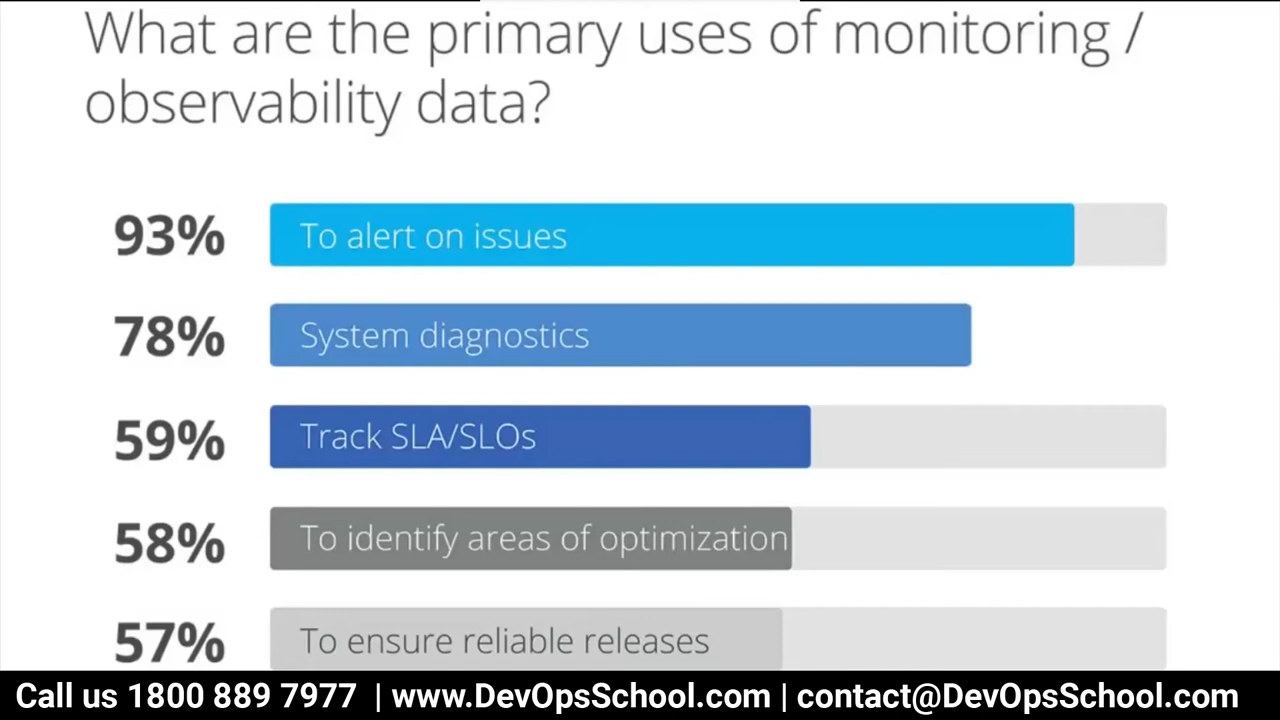 What are the primary uses of monitoring /
observability data?
93% To alert on issues
78% System diagnostics
59% Track SLA/SLOs
58% To identify areas of optimization
57% To ensure reliable releases
Call us 1800 889 7977 | www.DevOpsSchool.com | contact@DevOpsSchool.com